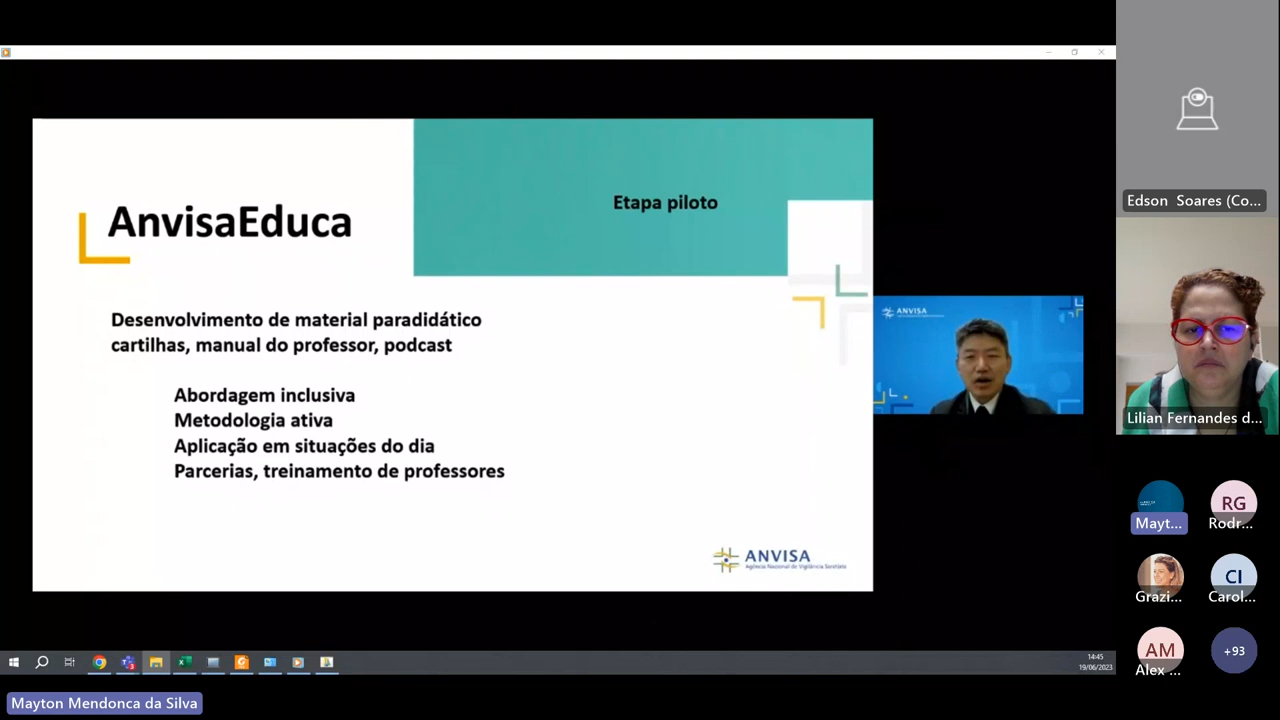 AnvisaEduca
Etapa piloto
Desenvolvimento de material paradidático
cartilhas, manual do professor, podcast
Abordagem inclusiva
Metodologia ativa
Aplicação em situações do dia
Parcerias, treinamento de professores
ANVISA
Agência Nacional de Vigilância Sanitária
ANVISA
Edson Soares (Co...
Lilian Fernandes d...
Mayt...
RG
Rodr...
Grazi...
CI
Carol...
AM
Alex ...
+93
14:45
19/06/2023
Mayton Mendonca da Silva